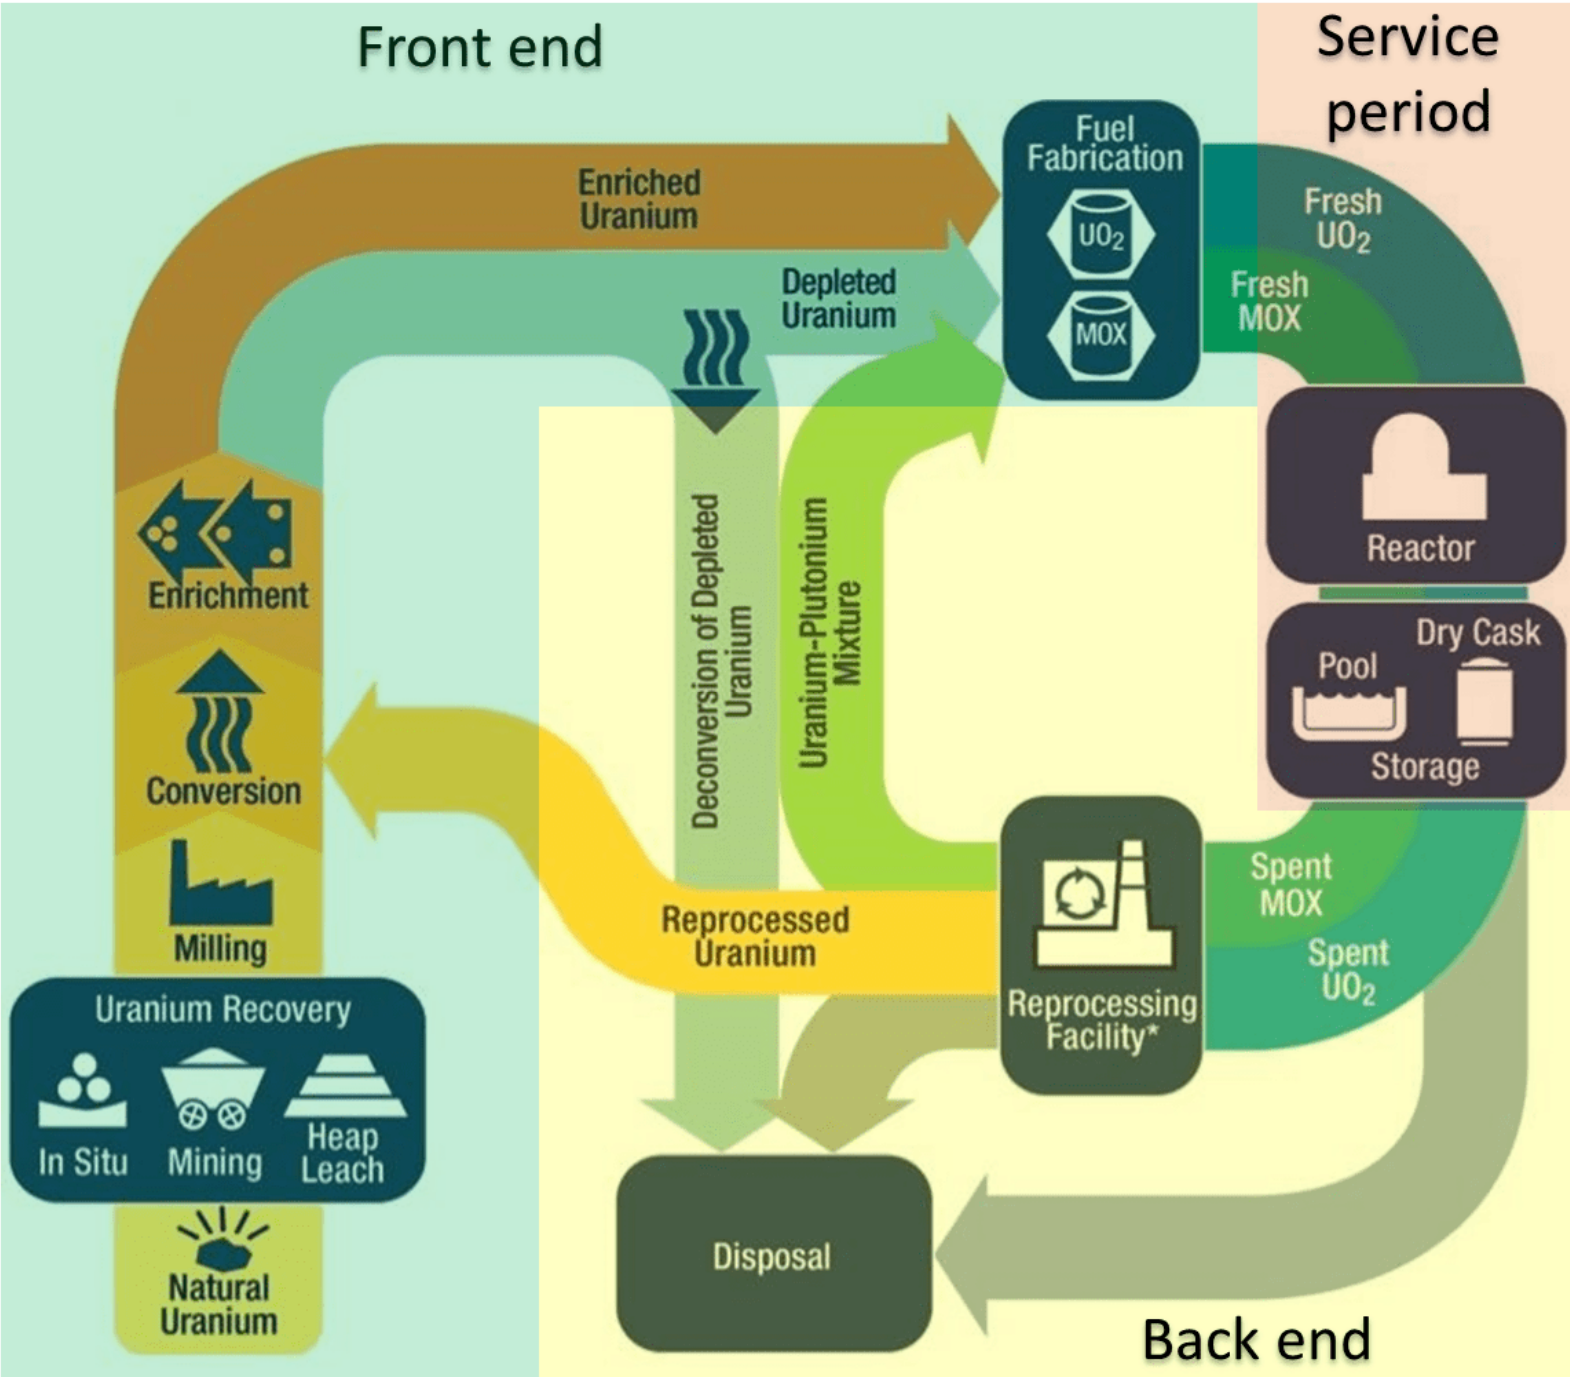 Front end
Service
period
Fuel
Fabrication
UO₂
MOX
Enriched
Uranium
Depleted
Uranium
Fresh
UO₂
Fresh
MOX
Reactor
Dry Cask
Pool
Storage
Enrichment
Conversion
Milling
Deconversion of Depleted
Uranium
Uranium-Plutonium
Mixture
Reprocessed
Uranium
Reprocessing
Facility*
Spent
MOX
Spent
UO₂
Uranium Recovery
In Situ
Mining
Heap
Leach
Natural
Uranium
Disposal
Back end